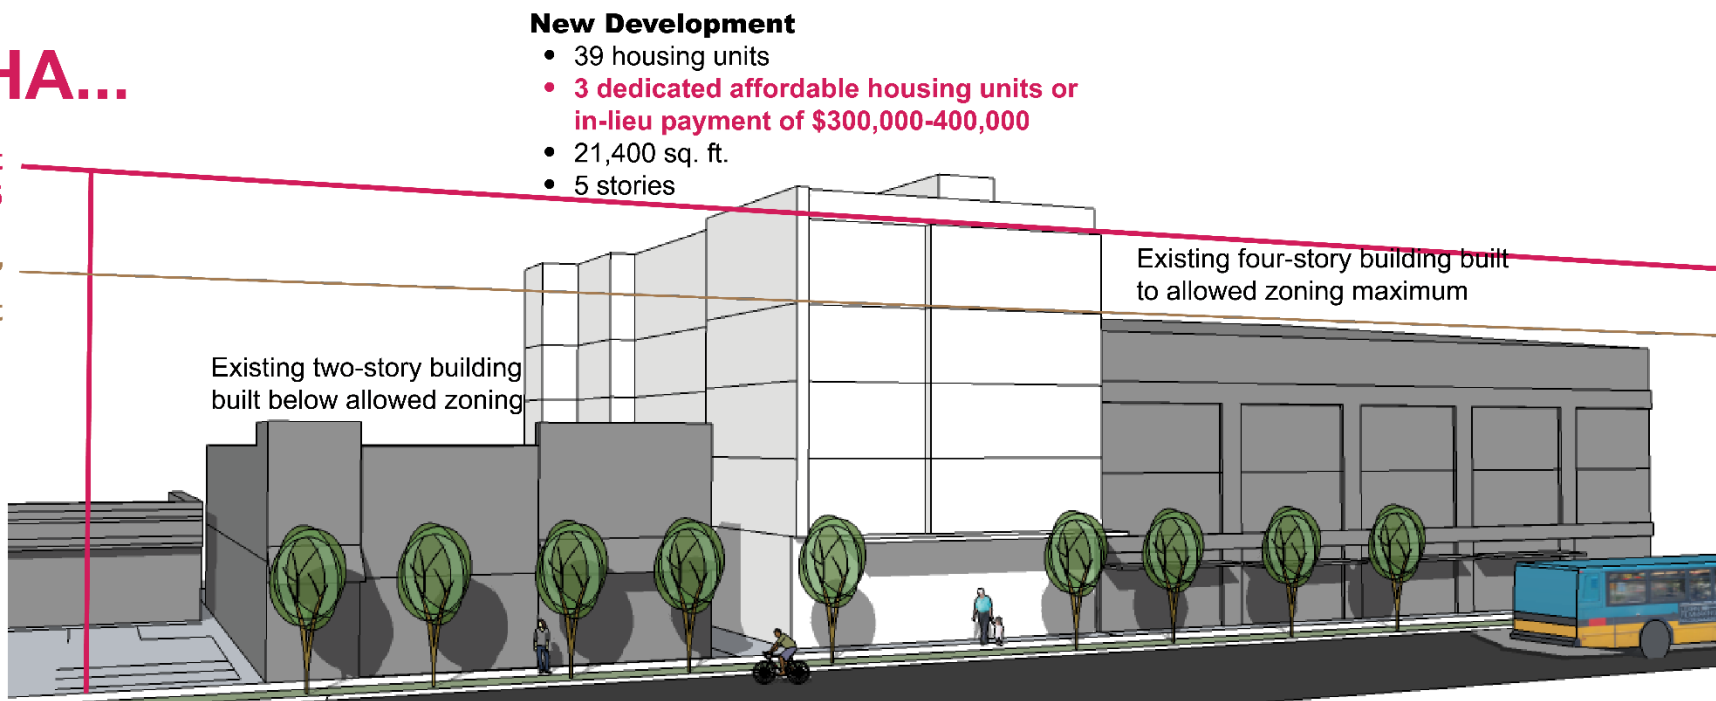 HA...
New Development
• 39 housing units
• 3 dedicated affordable housing units or
in-lieu payment of $300,000-400,000
• 21,400 sq. ft.
• 5 stories
Existing four-story building built
to allowed zoning maximum
Existing two-story building
built below allowed zoning